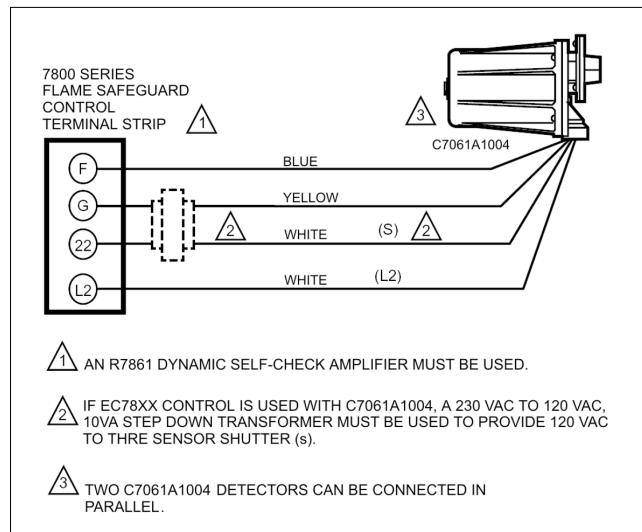 7800 SERIES
FLAME SAFEGUARD
CONTROL
TERMINAL STRIP
1
3
C7061A1004
F
BLUE
G
YELLOW
2
22
WHITE
(S)
2
L2
WHITE
(L2)
1 AN R7861 DYNAMIC SELF-CHECK AMPLIFIER MUST BE USED.
2 IF EC78XX CONTROL IS USED WITH C7061A1004, A 230 VAC TO 120 VAC,
10VA STEP DOWN TRANSFORMER MUST BE USED TO PROVIDE 120 VAC
TO THRE SENSOR SHUTTER (s).
3 TWO C7061A1004 DETECTORS CAN BE CONNECTED IN
PARALLEL.